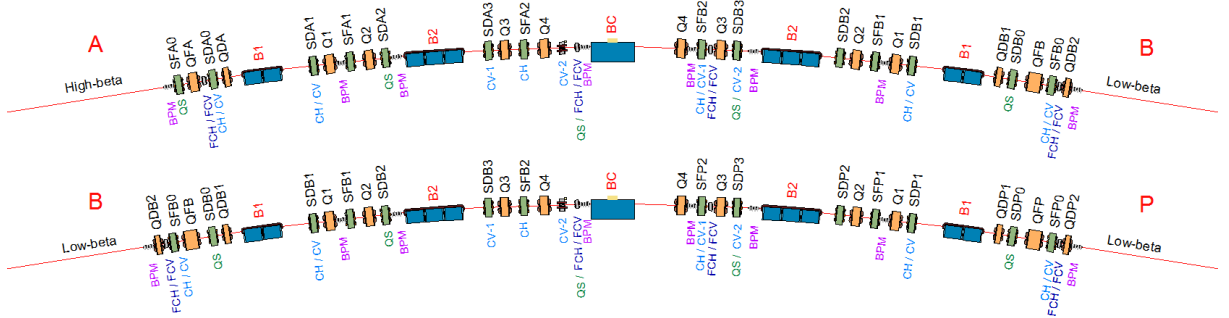 A
High-beta
SFA0
QFA
SDA0
QDA
B1
SDA1
Q1
SFA1
Q2
SDA2
B2
SDA3
Q3
SFA2
Q4
BC
Q4
SFB2
Q3
SDB3
B2
SDB2
Q2
SFB1
Q1
SDB1
B1
QDB1
SDB0
QFB
SFB0
QDB2
B
Low-beta
BPM
QS
FCH / FCV
CH / CV
CH / CV
BPM
QS
BPM
CV-1
CH
CV-2
QS / FCH / FCV
BPM
BPM
CH / CV-1
FCH / FCV
QS / CV-2
BPM
BPM
CH / CV
QS
CH / CV
FCH / FCV
BPM
B
Low-beta
QDB2
SFB0
QFB
SDB0
QDB1
B1
SDB1
Q1
SFB1
Q2
SDB2
B2
SDB3
Q3
SFB2
Q4
BC
Q4
SFP2
Q3
SDP3
B2
SDP2
Q2
SFP1
Q1
SDP1
B1
QDP1
SDP0
QFP
SFP0
QDP2
P
Low-beta
BPM
FCH / FCV
CH / CV
QS
CH / CV
BPM
QS
BPM
CV-1
CH
CV-2
QS / FCH / FCV
BPM
BPM
CH / CV-1
FCH / FCV
QS / CV-2
BPM
BPM
CH / CV
QS
CH / CV
FCH / FCV
BPM